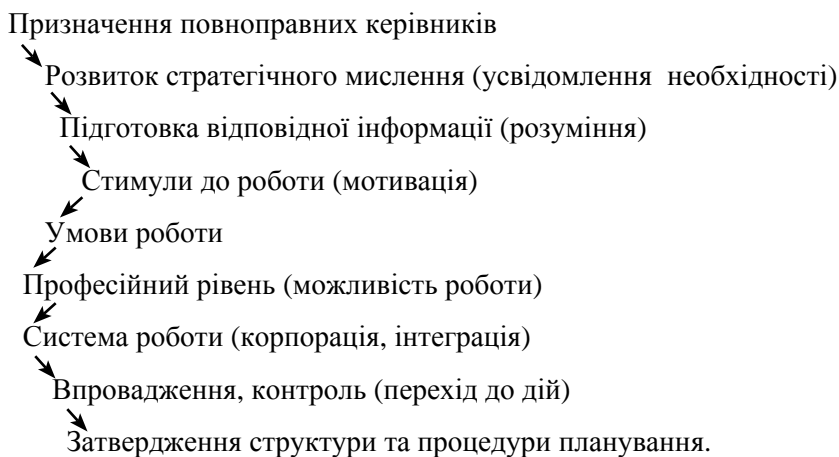 Призначення повноправних керівників
Розвиток стратегічного мислення (усвідомлення необхідності)
Підготовка відповідної інформації (розуміння)
Стимули до роботи (мотивація)
Умови роботи
Професійний рівень (можливість роботи)
Система роботи (корпорація, інтеграція)
Впровадження, контроль (перехід до дій)
Затвердження структури та процедури планування.